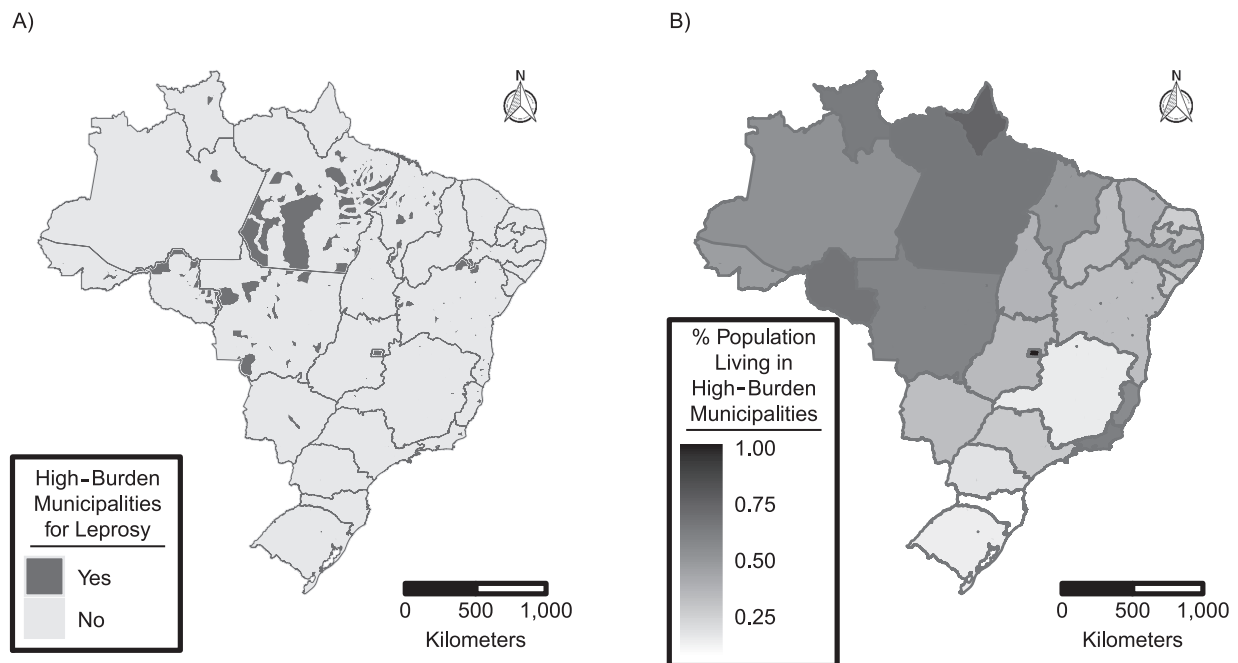 A)
N
High-Burden
Municipalities
for Leprosy
Yes
No
0 500 1,000
Kilometers
B)
N
% Population
Living in
High-Burden
Municipalities
1.00
0.75
0.50
0.25
0 500 1,000
Kilometers